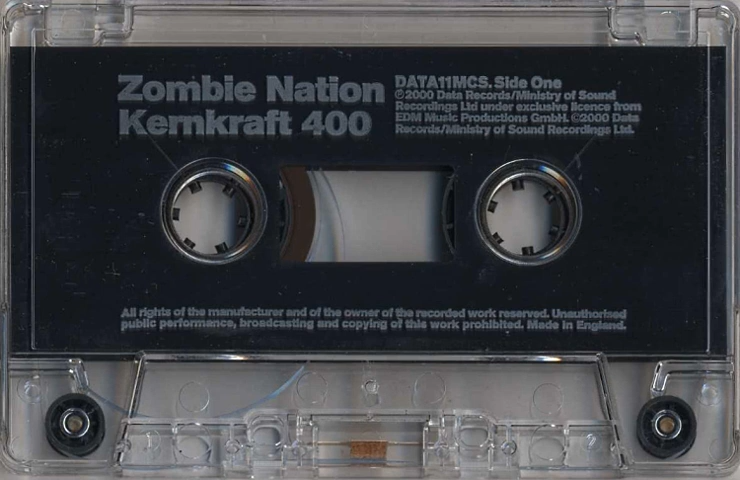 Zombie Nation
Kernkraft 400
DATA11MCS. Side One
℗2000 Data Records/Ministry of Sound
Recordings Ltd under exclusive licence from
EDM Music Productions GmbH. ©2000 Data
Records/Ministry of Sound Recordings Ltd.
All rights of the manufacturer and of the owner of the recorded work reserved. Unauthorised
public performance, broadcasting and copying of this work prohibited. Made in England.